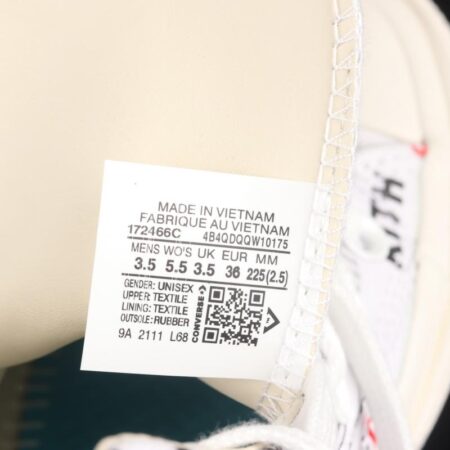 MADE IN VIETNAM
FABRIQUE AU VIETNAM
172466C 4B4QDQQW10175
MENS WO'S UK EUR MM
3.5 5.5 3.5 36 225(2.5)
GENDER: UNISEX
UPPER: TEXTILE
LINING: TEXTILE
OUTSOLE: RUBBER
CONVERSE
9A 2111 L68
KITH